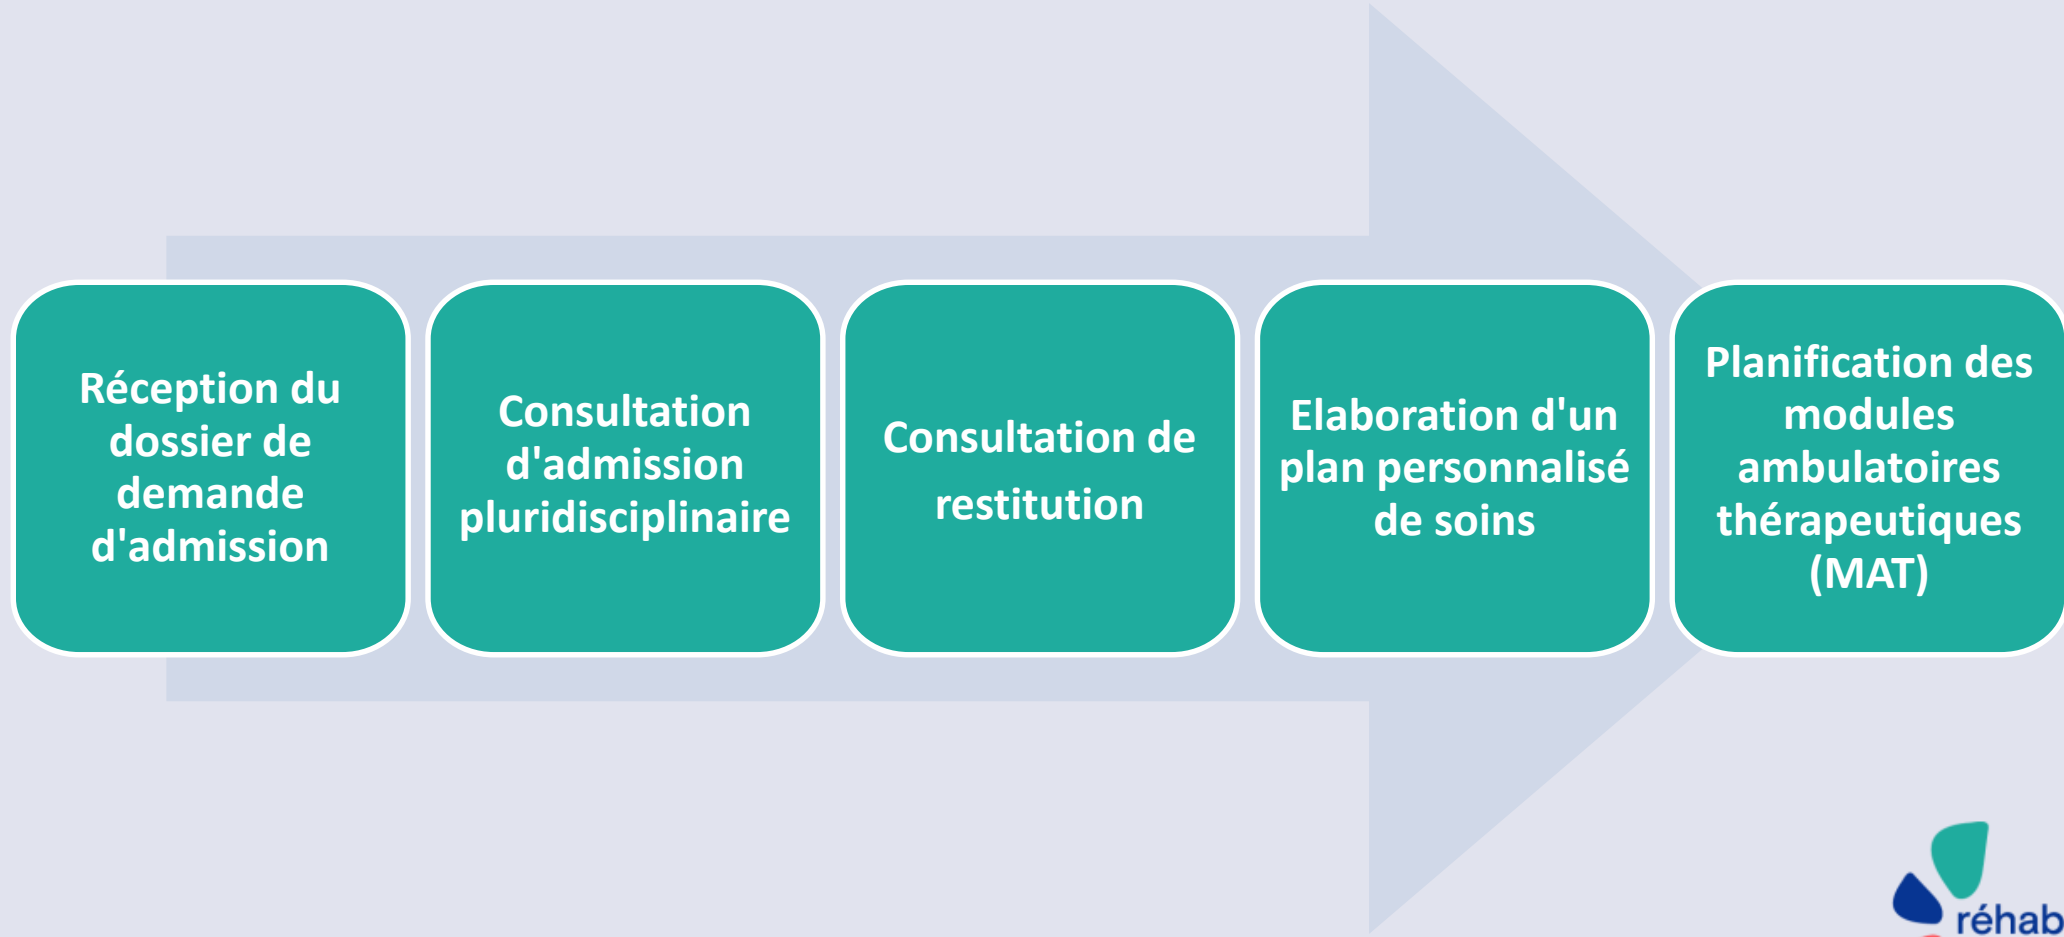 Réception du
dossier de
demande
d'admission
Consultation
d'admission
pluridisciplinaire
Consultation de
restitution
Elaboration d'un
plan personnalisé
de soins
Planification des
modules
ambulatoires
thérapeutiques
(MAT)
réhab